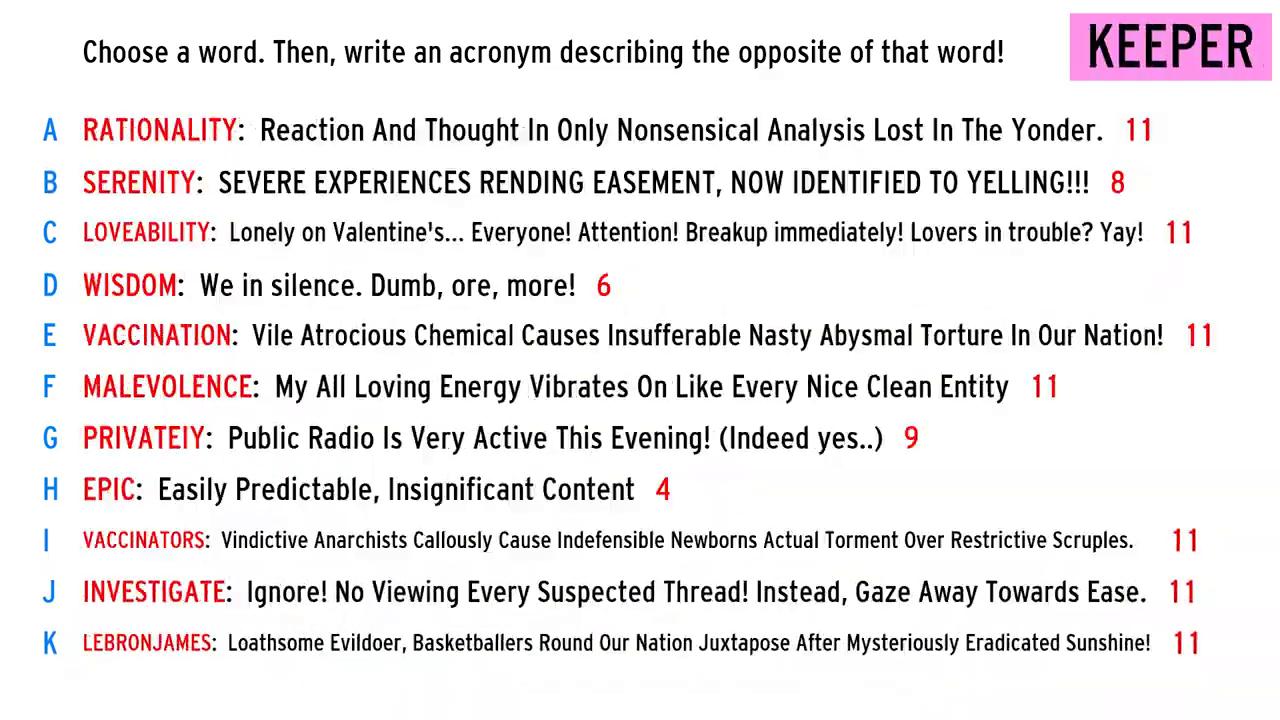 Choose a word. Then, write an acronym describing the opposite of that word!
KEEPER
A RATIONALITY: Reaction And Thought In Only Nonsensical Analysis Lost In The Yonder. 11
B SERENITY: SEVERE EXPERIENCES RENDING EASEMENT, NOW IDENTIFIED TO YELLING!!! 8
C LOVEABILITY: Lonely on Valentine's... Everyone! Attention! Breakup immediately! Lovers in trouble? Yay! 11
D WISDOM: We in silence. Dumb, ore, more! 6
E VACCINATION: Vile Atrocious Chemical Causes Insufferable Nasty Abysmal Torture In Our Nation! 11
F MALEVOLENCE: My All Loving Energy Vibrates On Like Every Nice Clean Entity 11
G PRIVATEIY: Public Radio Is Very Active This Evening! (Indeed yes..) 9
H EPIC: Easily Predictable, Insignificant Content 4
I VACCINATORS: Vindictive Anarchists Callously Cause Indefensible Newborns Actual Torment Over Restrictive Scruples. 11
J INVESTIGATE: Ignore! No Viewing Every Suspected Thread! Instead, Gaze Away Towards Ease. 11
K LEBRONJAMES: Loathsome Evildoer, Basketballers Round Our Nation Juxtapose After Mysteriously Eradicated Sunshine! 11